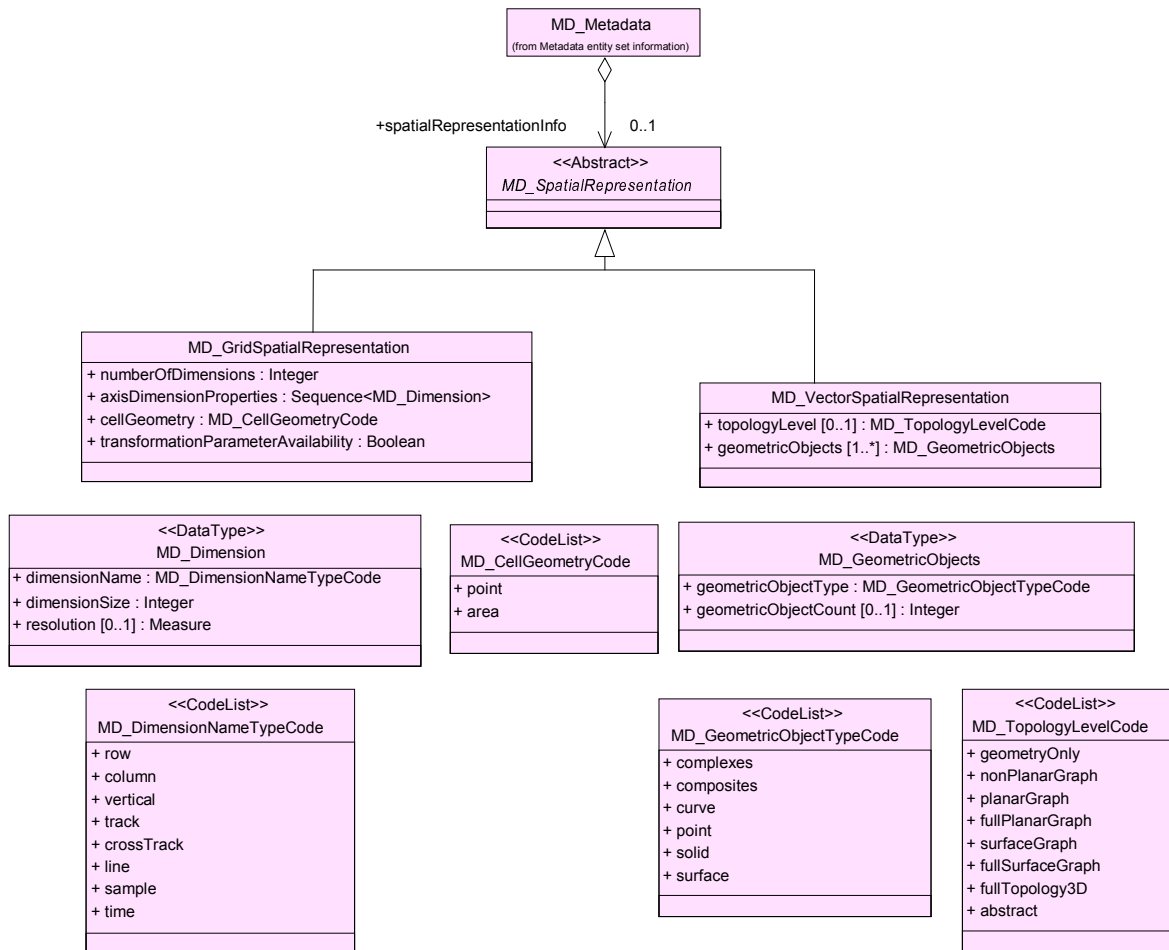 MD_Metadata
(from Metadata entity set information)
+spatialRepresentationInfo 0..1
<<Abstract>>
MD_SpatialRepresentation
MD_GridSpatialRepresentation
+ numberOfDimensions : Integer
+ axisDimensionProperties : Sequence<MD_Dimension>
+ cellGeometry : MD_CellGeometryCode
+ transformationParameterAvailability : Boolean
MD_VectorSpatialRepresentation
+ topologyLevel [0..1] : MD_TopologyLevelCode
+ geometricObjects [1..*] : MD_GeometricObjects
<<DataType>>
MD_Dimension
+ dimensionName : MD_DimensionNameTypeCode
+ dimensionSize : Integer
+ resolution [0..1] : Measure
<<CodeList>>
MD_CellGeometryCode
+ point
+ area
<<DataType>>
MD_GeometricObjects
+ geometricObjectType : MD_GeometricObjectTypeCode
+ geometricObjectCount [0..1] : Integer
<<CodeList>>
MD_DimensionNameTypeCode
+ row
+ column
+ vertical
+ track
+ crossTrack
+ line
+ sample
+ time
<<CodeList>>
MD_GeometricObjectTypeCode
+ complexes
+ composites
+ curve
+ point
+ solid
+ surface
<<CodeList>>
MD_TopologyLevelCode
+ geometryOnly
+ nonPlanarGraph
+ planarGraph
+ fullPlanarGraph
+ surfaceGraph
+ fullSurfaceGraph
+ fullTopology3D
+ abstract